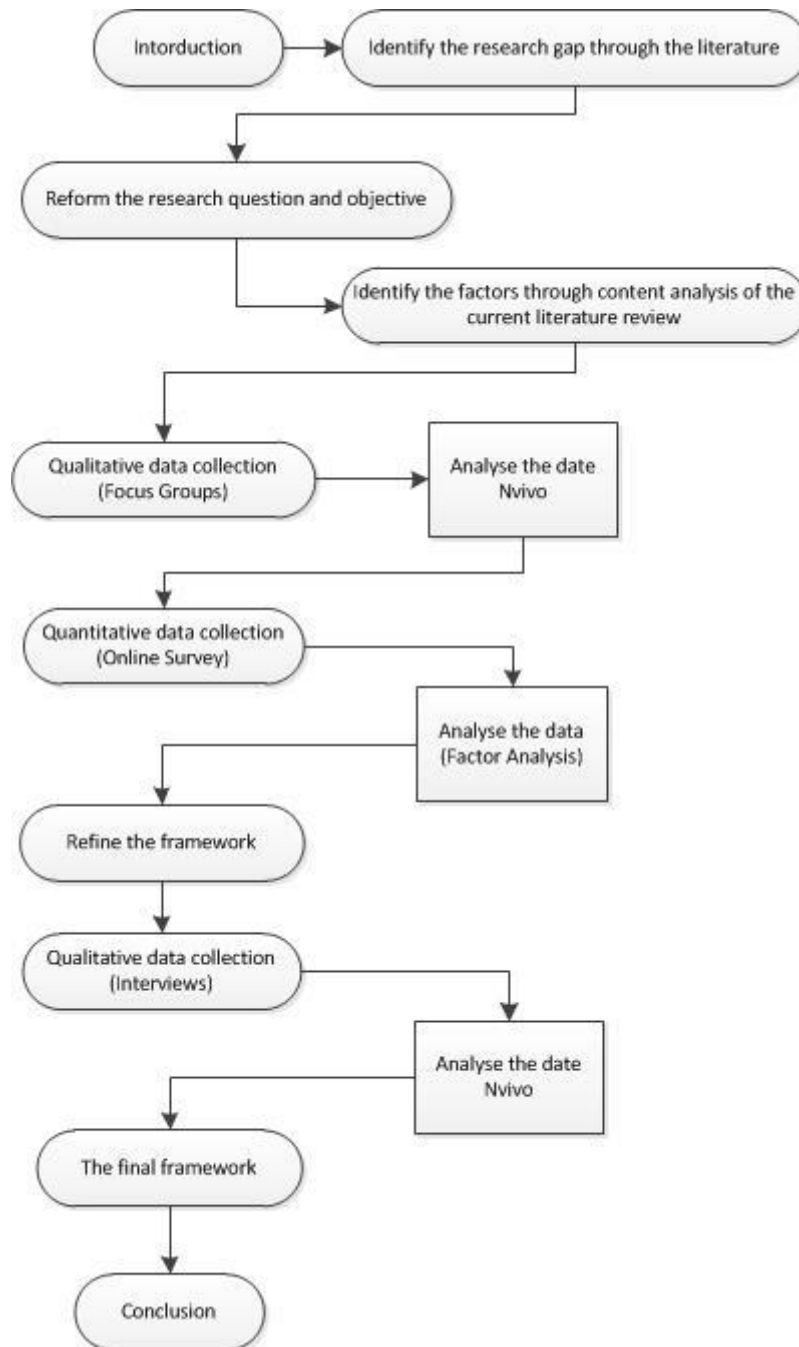 Intorduction
Identify the research gap through the literature
Reform the research question and objective
Identify the factors through content analysis of the
current literature review
Qualitative data collection
(Focus Groups)
Analyse the date
Nvivo
Quantitative data collection
(Online Survey)
Analyse the data
(Factor Analysis)
Refine the framework
Qualitative data collection
(Interviews)
Analyse the date
Nvivo
The final framework
Conclusion